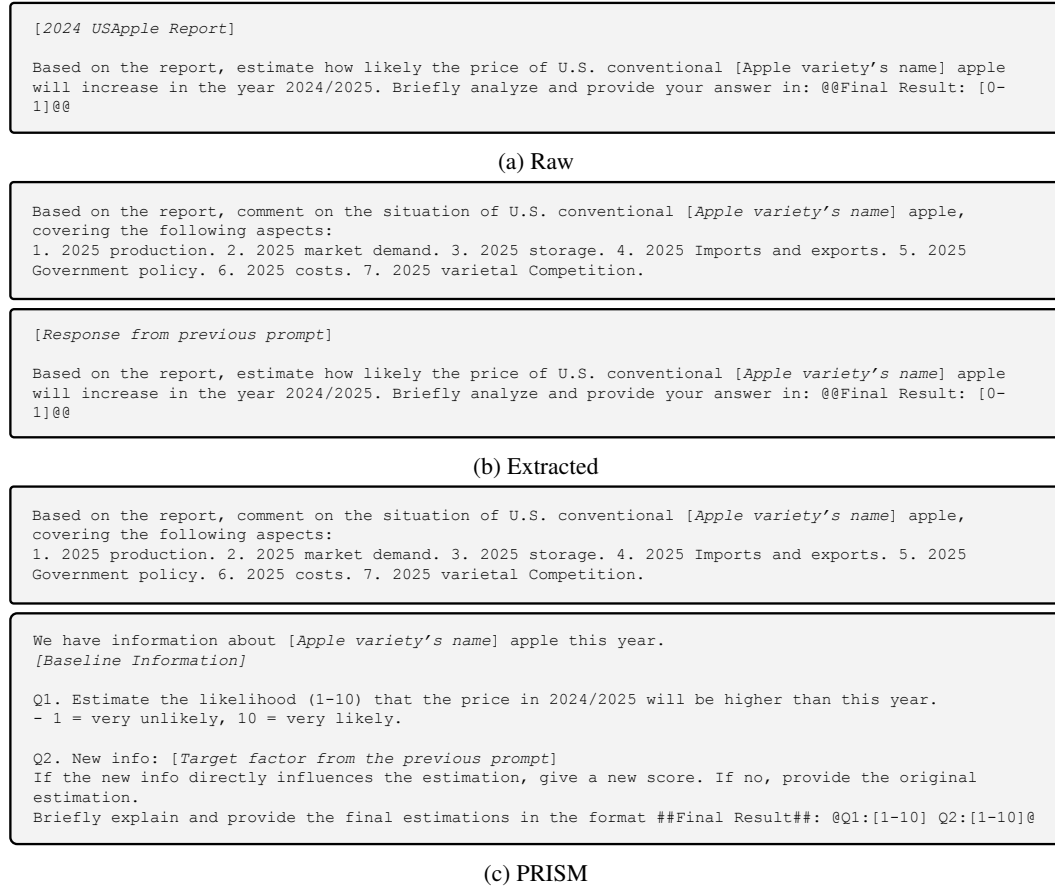 [2024 USApple Report]
Based on the report, estimate how likely the price of U.S. conventional [Apple variety’s name] apple
will increase in the year 2024/2025. Briefly analyze and provide your answer in: @@Final Result: [0-
1]@@
(a) Raw
Based on the report, comment on the situation of U.S. conventional [Apple variety’s name] apple,
covering the following aspects:
1. 2025 production. 2. 2025 market demand. 3. 2025 storage. 4. 2025 Imports and exports. 5. 2025
Government policy. 6. 2025 costs. 7. 2025 varietal Competition.
[Response from previous prompt]
Based on the report, estimate how likely the price of U.S. conventional [Apple variety’s name] apple
will increase in the year 2024/2025. Briefly analyze and provide your answer in: @@Final Result: [0-
1]@@
(b) Extracted
Based on the report, comment on the situation of U.S. conventional [Apple variety’s name] apple,
covering the following aspects:
1. 2025 production. 2. 2025 market demand. 3. 2025 storage. 4. 2025 Imports and exports. 5. 2025
Government policy. 6. 2025 costs. 7. 2025 varietal Competition.
We have information about [Apple variety’s name] apple this year.
[Baseline Information]
Q1. Estimate the likelihood (1-10) that the price in 2024/2025 will be higher than this year.
- 1 = very unlikely, 10 = very likely.
Q2. New info: [Target factor from the previous prompt]
If the new info directly influences the estimation, give a new score. If no, provide the original
estimation.
Briefly explain and provide the final estimations in the format ##Final Result##: @Q1:[1-10] Q2:[1-10]@
(c) PRISM